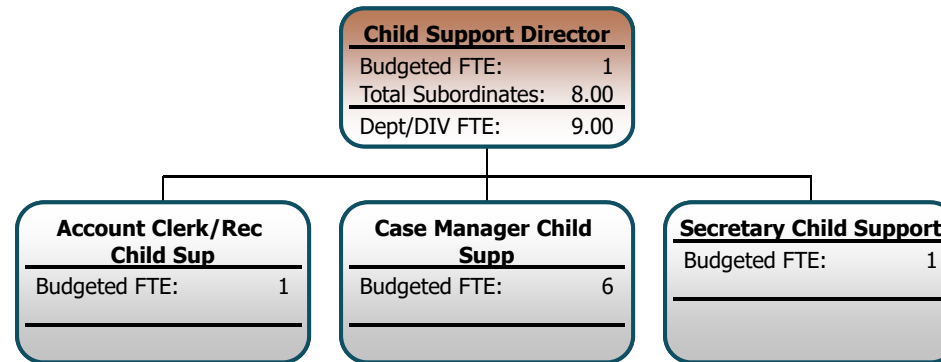 Child Support Director
Budgeted FTE: 1
Total Subordinates: 8.00
Dept/DIV FTE: 9.00
Account Clerk/Rec
Child Sup
Budgeted FTE: 1
Case Manager Child
Supp
Budgeted FTE: 6
Secretary Child Support
Budgeted FTE: 1